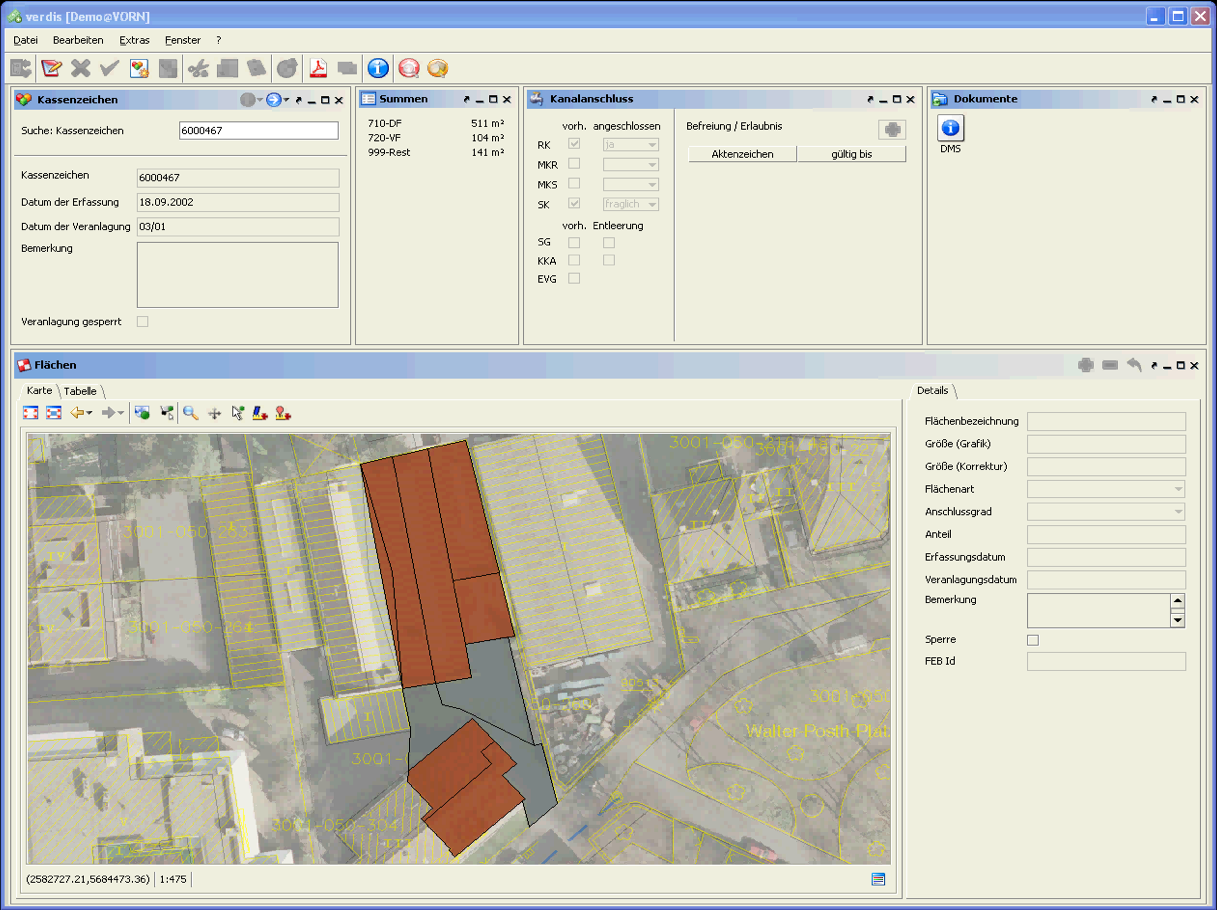 verdis [Demo@VORN]
Datei Bearbeiten Extras Fenster ?
Kassenzeichen
Suche: Kassenzeichen 6000467
Kassenzeichen 6000467
Datum der Erfassung 18.09.2002
Datum der Veranlagung 03/01
Bemerkung
Veranlagung gesperrt
Summen
710-DF 511 m²
720-VF 104 m²
999-Rest 141 m²
Kanalanschluss
vorh. angeschlossen
RK ja
MKR
MKS
SK fraglich
vorh. Entleerung
SG
KKA
EVG
Befreiung / Erlaubnis
Aktenzeichen gültig bis
Dokumente
DMS
Flächen
Karte Tabelle
3001-050-264
3001-050-304
III
II
I
3001-050
Walter Posth Plat
(2582727.21,5684473.36) 1:475
Details
Flächenbezeichnung
Größe (Grafik)
Größe (Korrektur)
Flächenart
Anschlussgrad
Anteil
Erfassungsdatum
Veranlagungsdatum
Bemerkung
Sperre
FEB Id